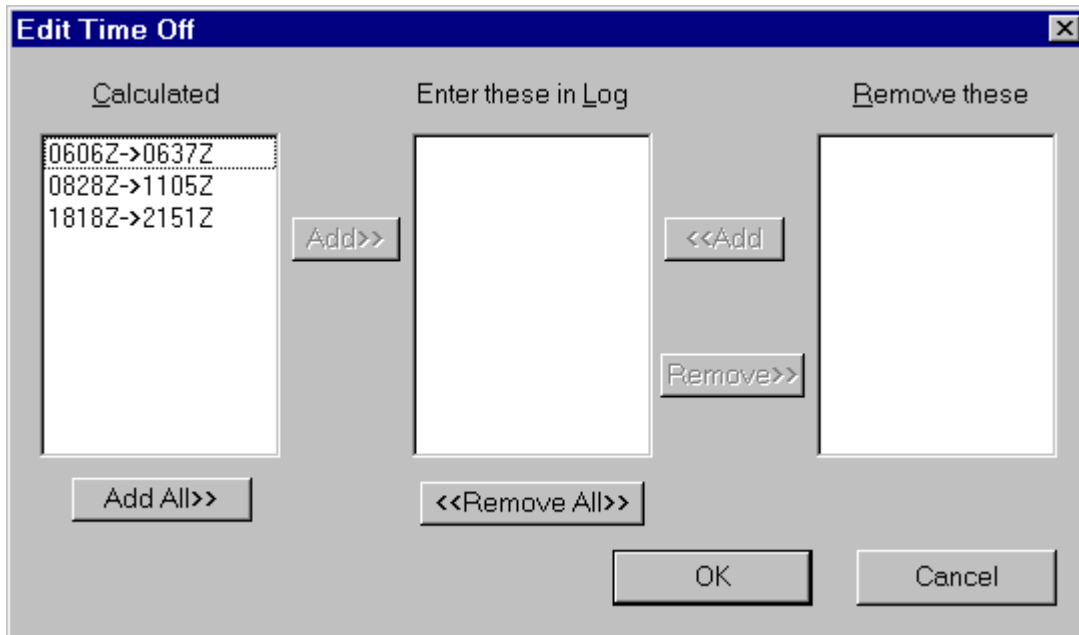 Edit Time Off
Calculated
Enter these in Log
Remove these
0606Z->0637Z
0828Z->1105Z
1818Z->2151Z
Add>>
<<Add
Remove>>
Add All>>
<<Remove All>>
OK
Cancel